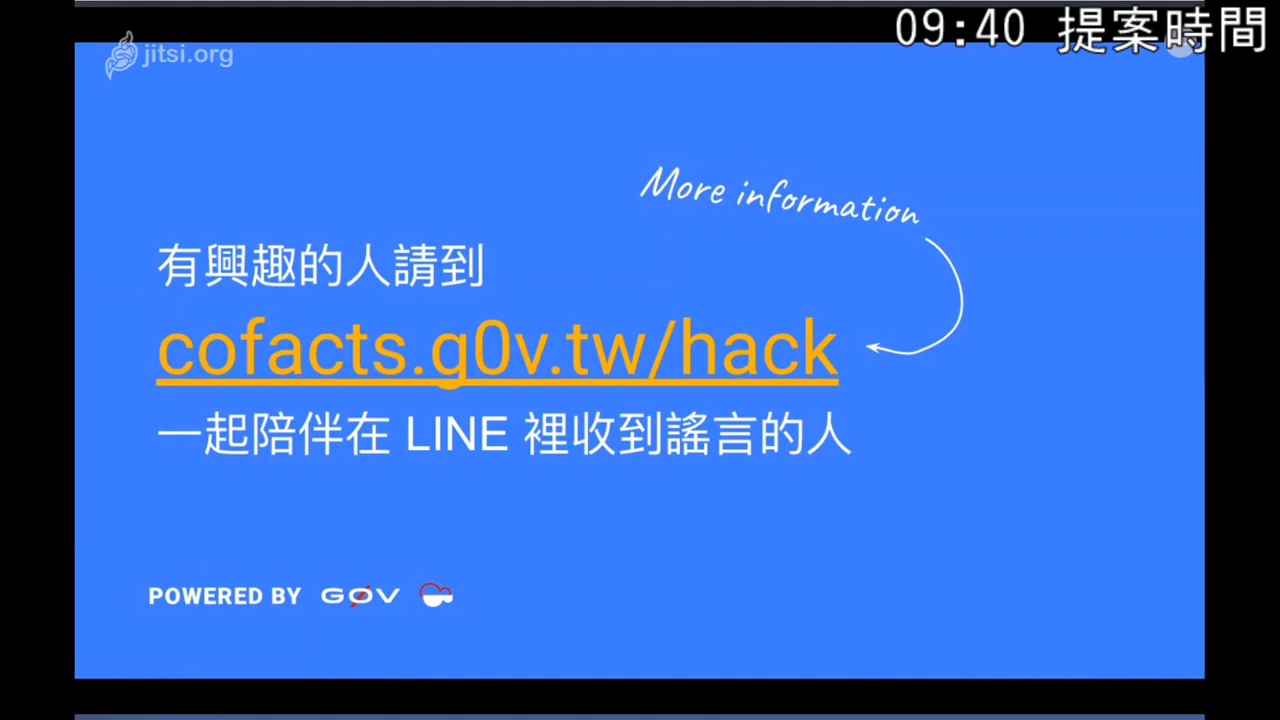 09:40 提案時間
jitsi.org
More information
有興趣的人請到
cofacts.g0v.tw/hack
一起陪伴在 LINE 裡收到謠言的人
POWERED BY G0V